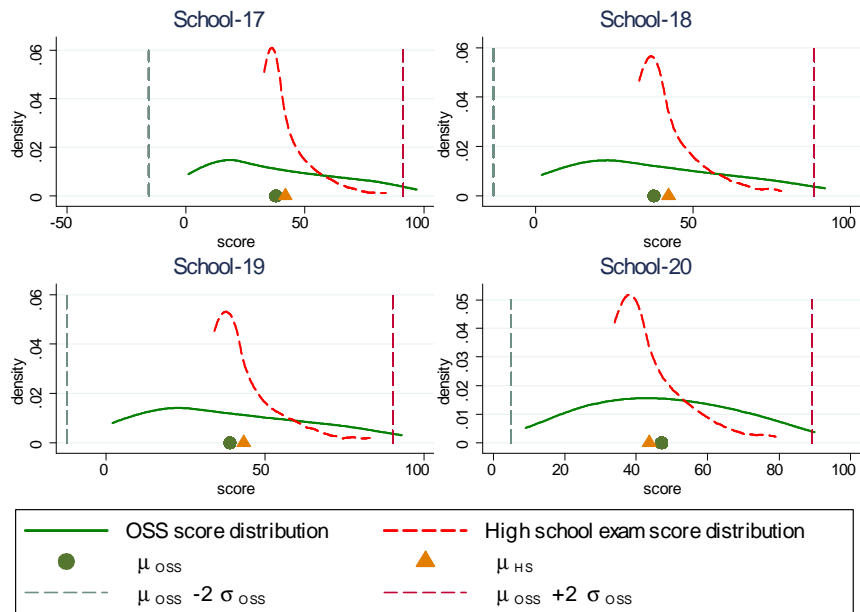 School-17
density
0 .02 .04 .06
-50 0 50 100
score
School-18
density
0 .02 .04 .06
0 50 100
score
School-19
density
0 .02 .04 .06
0 50 100
score
School-20
density
0 .01 .02 .03 .04 .05
0 20 40 60 80 100
score
OSS score distribution
High school exam score distribution
μ OSS
μ HS
μ OSS -2 σ OSS
μ OSS +2 σ OSS